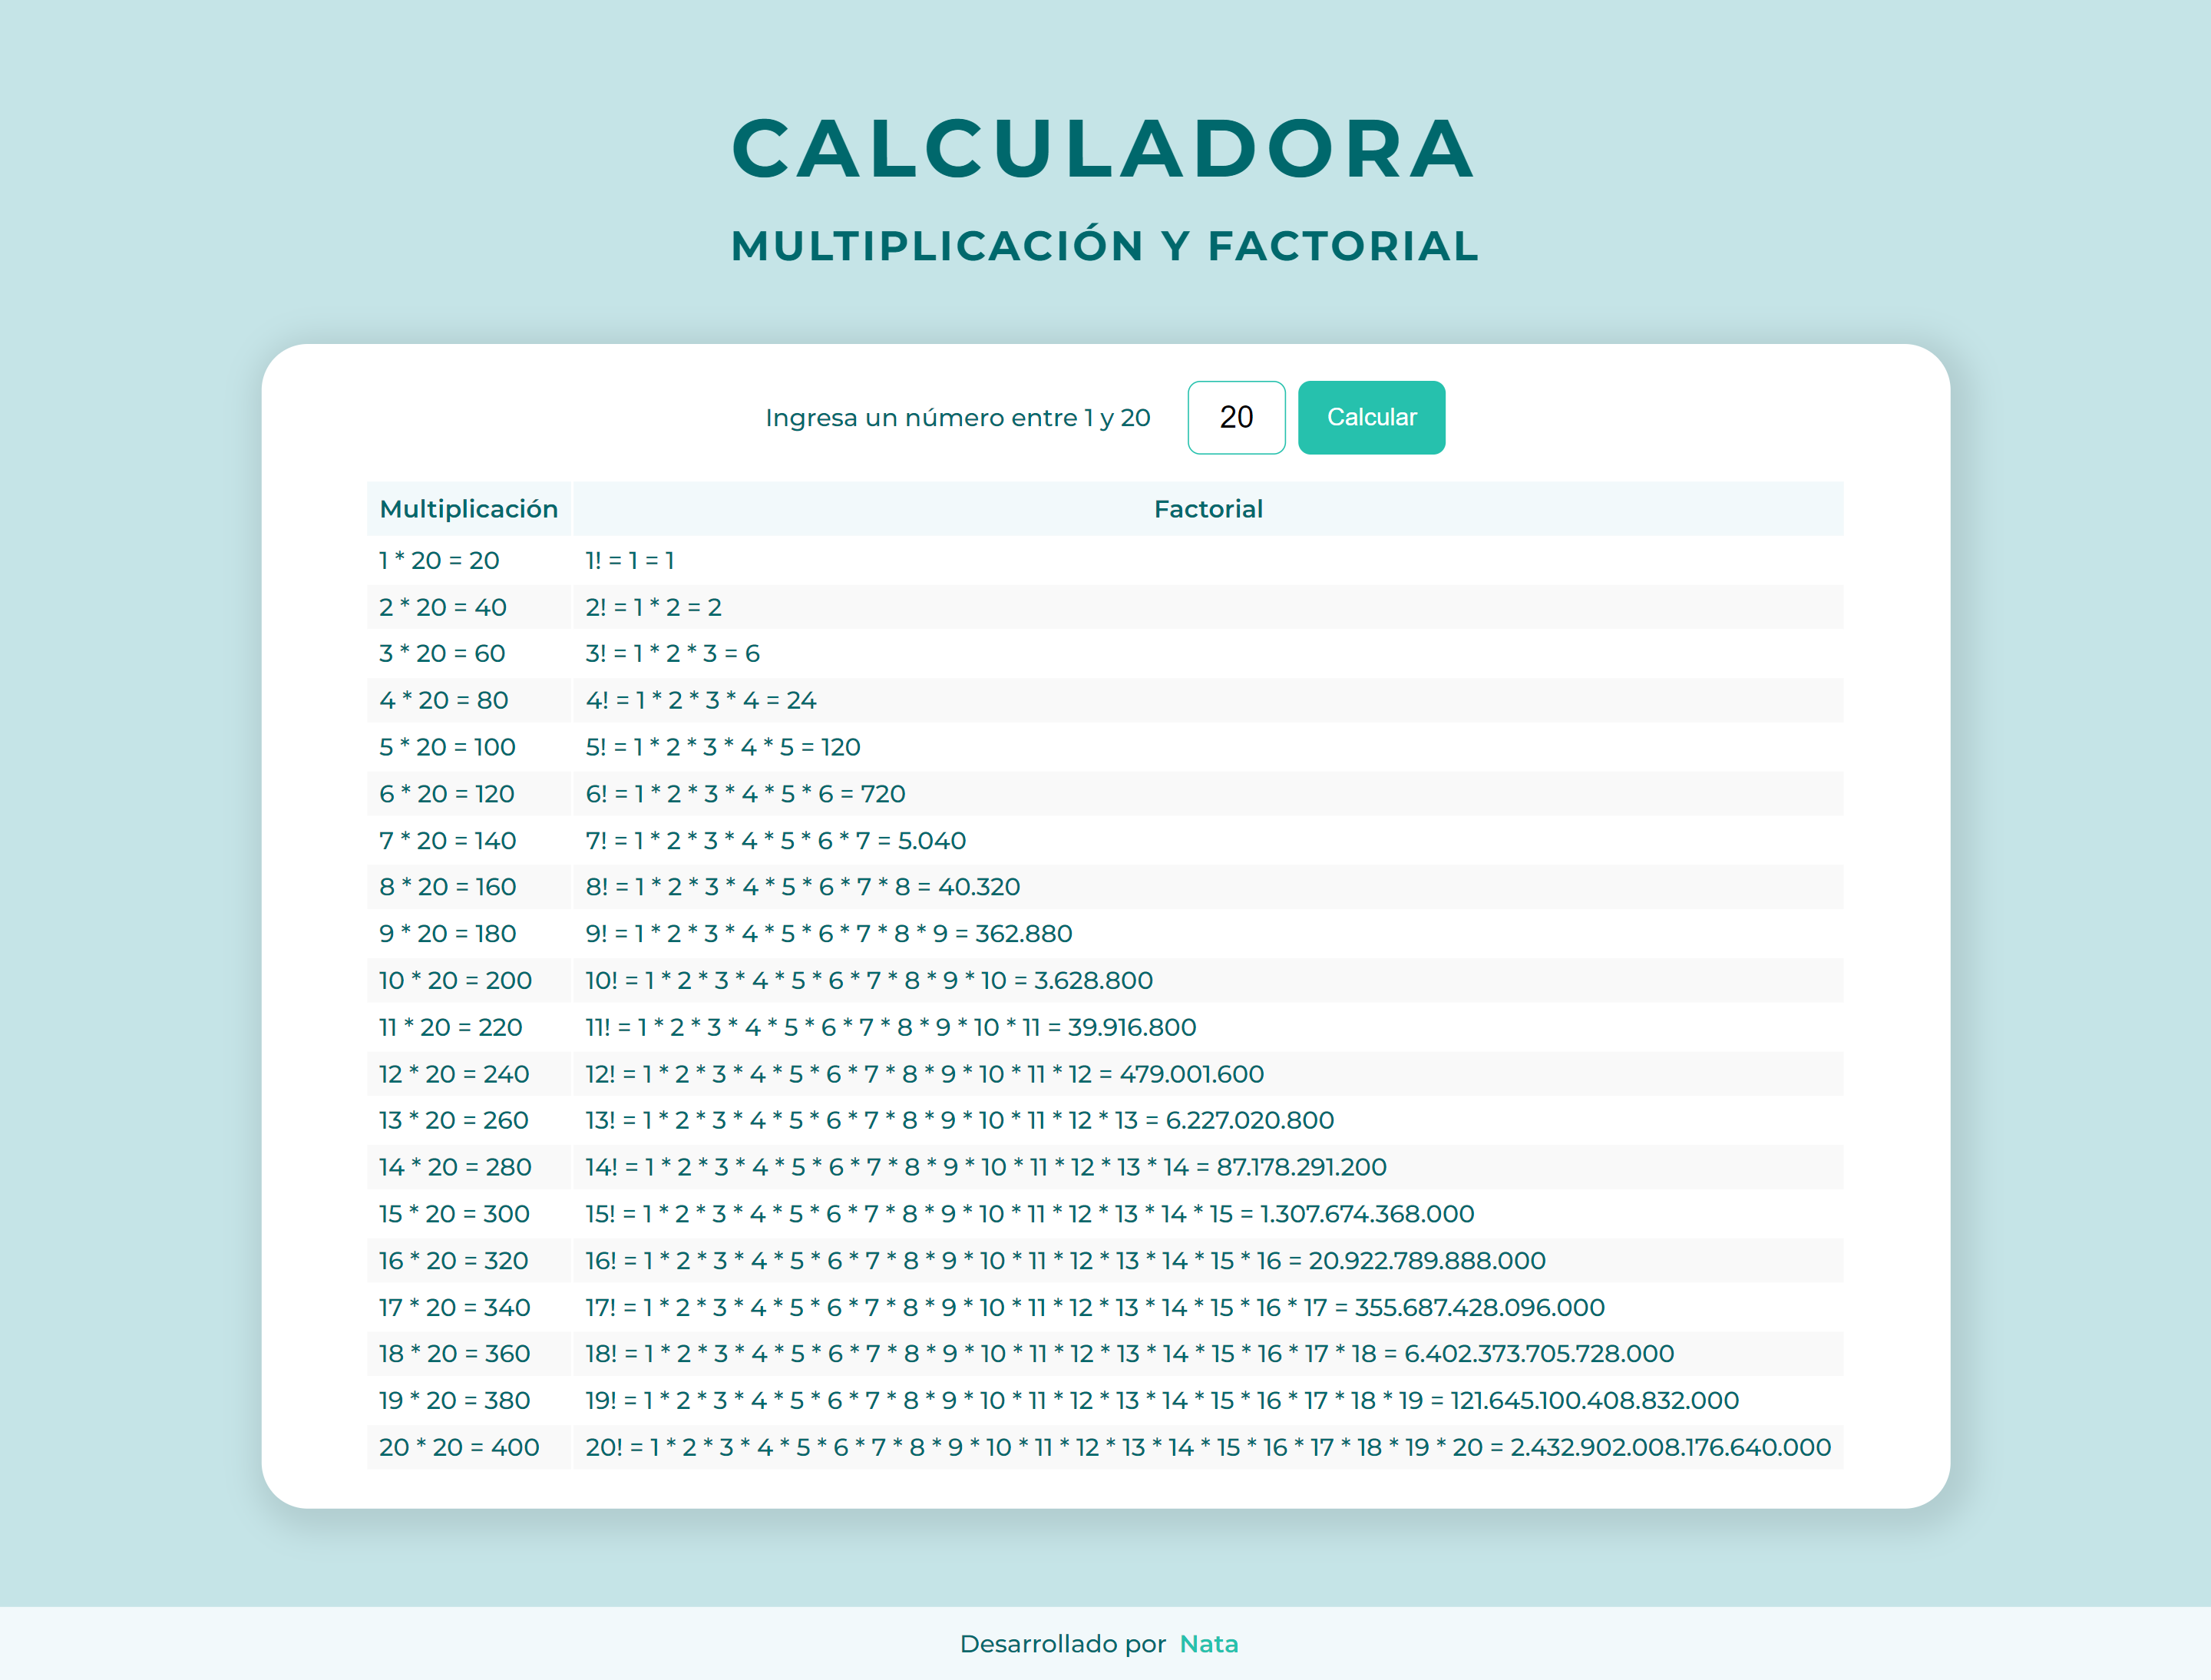 CALCULADORA
MULTIPLICACIÓN Y FACTORIAL
Ingresa un número entre 1 y 20 20 Calcular
Multiplicación Factorial
1 * 20 = 20 1! = 1 = 1
2 * 20 = 40 2! = 1 * 2 = 2
3 * 20 = 60 3! = 1 * 2 * 3 = 6
4 * 20 = 80 4! = 1 * 2 * 3 * 4 = 24
5 * 20 = 100 5! = 1 * 2 * 3 * 4 * 5 = 120
6 * 20 = 120 6! = 1 * 2 * 3 * 4 * 5 * 6 = 720
7 * 20 = 140 7! = 1 * 2 * 3 * 4 * 5 * 6 * 7 = 5.040
8 * 20 = 160 8! = 1 * 2 * 3 * 4 * 5 * 6 * 7 * 8 = 40.320
9 * 20 = 180 9! = 1 * 2 * 3 * 4 * 5 * 6 * 7 * 8 * 9 = 362.880
10 * 20 = 200 10! = 1 * 2 * 3 * 4 * 5 * 6 * 7 * 8 * 9 * 10 = 3.628.800
11 * 20 = 220 11! = 1 * 2 * 3 * 4 * 5 * 6 * 7 * 8 * 9 * 10 * 11 = 39.916.800
12 * 20 = 240 12! = 1 * 2 * 3 * 4 * 5 * 6 * 7 * 8 * 9 * 10 * 11 * 12 = 479.001.600
13 * 20 = 260 13! = 1 * 2 * 3 * 4 * 5 * 6 * 7 * 8 * 9 * 10 * 11 * 12 * 13 = 6.227.020.800
14 * 20 = 280 14! = 1 * 2 * 3 * 4 * 5 * 6 * 7 * 8 * 9 * 10 * 11 * 12 * 13 * 14 = 87.178.291.200
15 * 20 = 300 15! = 1 * 2 * 3 * 4 * 5 * 6 * 7 * 8 * 9 * 10 * 11 * 12 * 13 * 14 * 15 = 1.307.674.368.000
16 * 20 = 320 16! = 1 * 2 * 3 * 4 * 5 * 6 * 7 * 8 * 9 * 10 * 11 * 12 * 13 * 14 * 15 * 16 = 20.922.789.888.000
17 * 20 = 340 17! = 1 * 2 * 3 * 4 * 5 * 6 * 7 * 8 * 9 * 10 * 11 * 12 * 13 * 14 * 15 * 16 * 17 = 355.687.428.096.000
18 * 20 = 360 18! = 1 * 2 * 3 * 4 * 5 * 6 * 7 * 8 * 9 * 10 * 11 * 12 * 13 * 14 * 15 * 16 * 17 * 18 = 6.402.373.705.728.000
19 * 20 = 380 19! = 1 * 2 * 3 * 4 * 5 * 6 * 7 * 8 * 9 * 10 * 11 * 12 * 13 * 14 * 15 * 16 * 17 * 18 * 19 = 121.645.100.408.832.000
20 * 20 = 400 20! = 1 * 2 * 3 * 4 * 5 * 6 * 7 * 8 * 9 * 10 * 11 * 12 * 13 * 14 * 15 * 16 * 17 * 18 * 19 * 20 = 2.432.902.008.176.640.000
Desarrollado por Nata